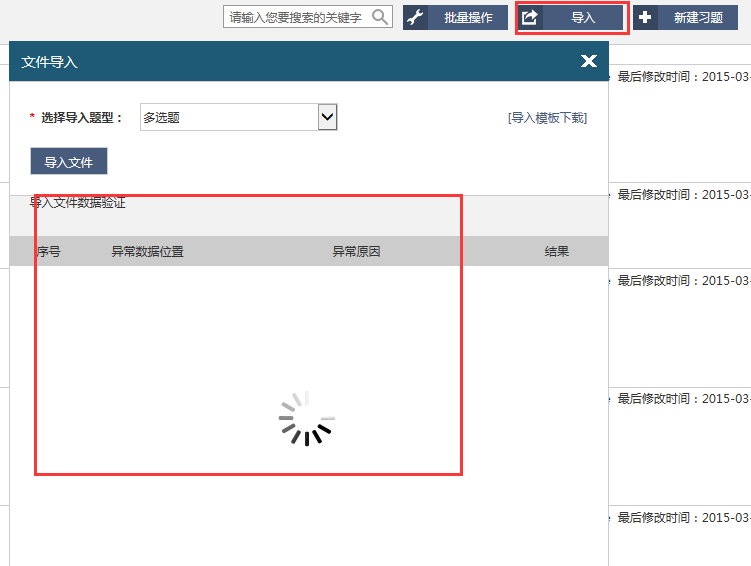 请输入您要搜索的关键字 批量操作 导入 新建习题
文件导入
最后修改时间：2015-03-
* 选择导入题型： 多选题 [导入模板下载]
导入文件
最后修改时间：2015-03-
导入文件数据验证
序号 异常数据位置 异常原因 结果
最后修改时间：2015-03-
最后修改时间：2015-03-
最后修改时间：2015-03-